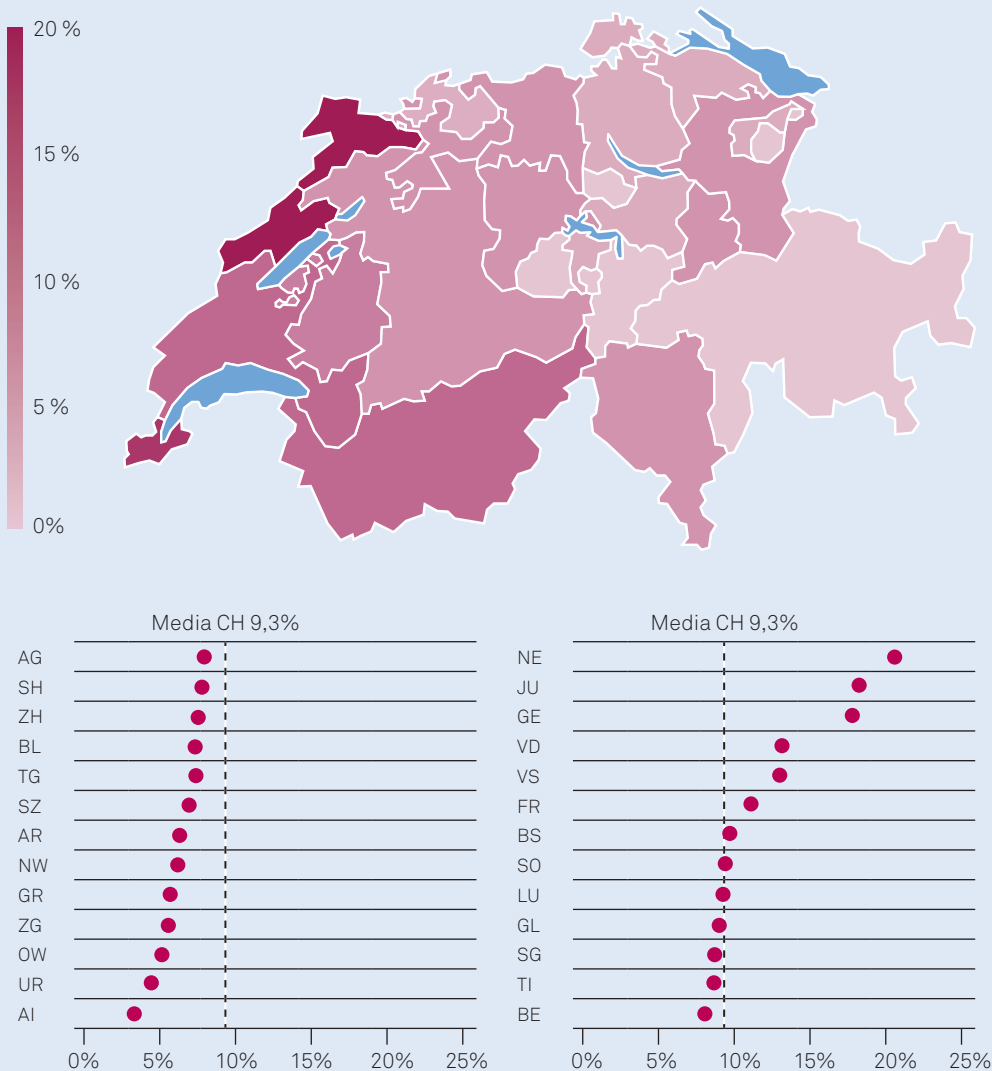 20 %
15 %
10 %
5 %
0%
Media CH 9,3%
AG
SH
ZH
BL
TG
SZ
AR
NW
GR
ZG
OW
UR
AI
0% 5% 10% 15% 20% 25%
Media CH 9,3%
NE
JU
GE
VD
VS
FR
BS
SO
LU
GL
SG
TI
BE
0% 5% 10% 15% 20% 25%